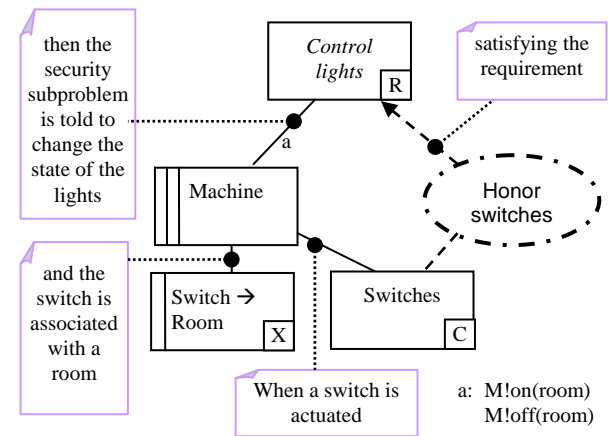 then the
security
subproblem
is told to
change the
state of the
lights
Control
lights
R
satisfying the
requirement
a
Machine
Honor
switches
and the
switch is
associated
with a
room
Switch →
Room
X
Switches
C
When a switch is
actuated
a: M!on(room)
M!off(room)